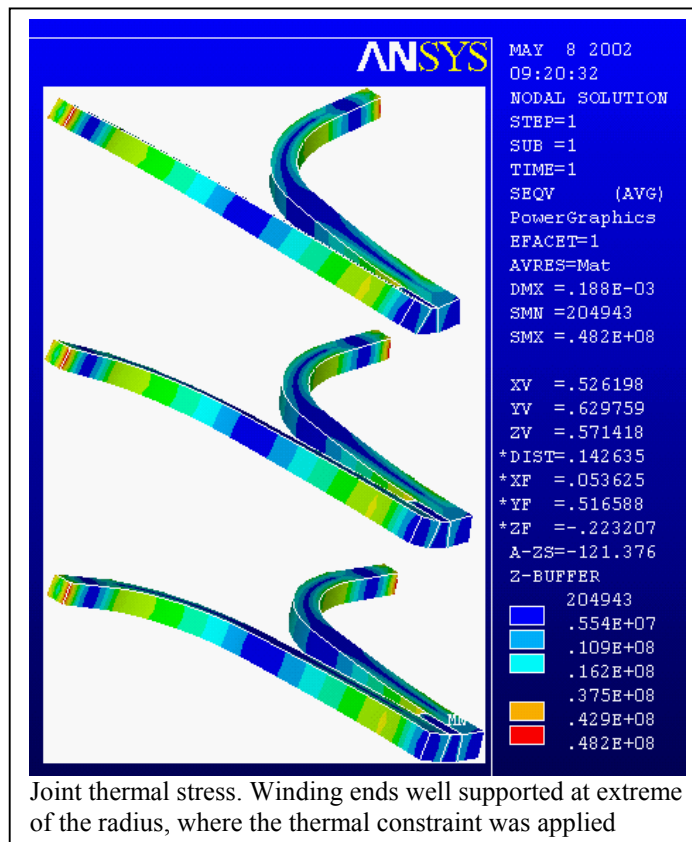 ANSYS
MAY 8 2002
09:20:32
NODAL SOLUTION
STEP=1
SUB =1
TIME=1
SEQV (AVG)
PowerGraphics
EFACET=1
AVRES=Mat
DMX =.188E-03
SMN =204943
SMX =.482E+08
XV =.526198
YV =.629759
ZV =.571418
*DIST=.142635
*XF =.053625
*YF =.516588
*ZF =-.223207
A-ZS=-121.376
Z-BUFFER
204943
.554E+07
.109E+08
.162E+08
.375E+08
.429E+08
.482E+08
MN
Joint thermal stress. Winding ends well supported at extreme
of the radius, where the thermal constraint was applied